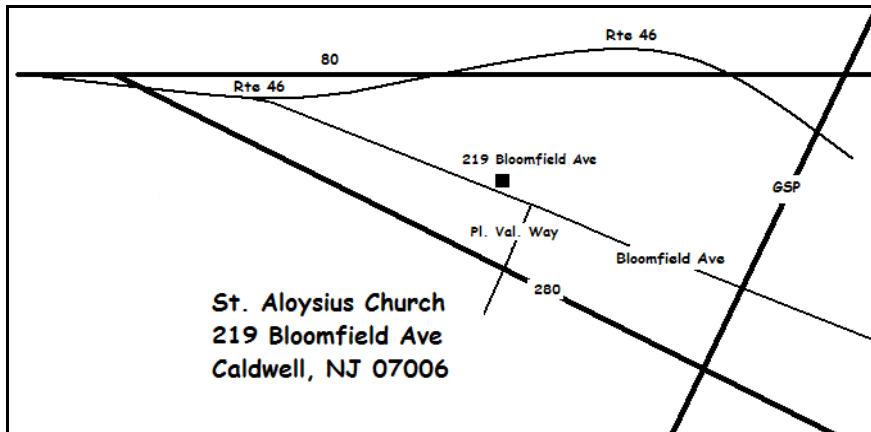 Rte 46
80
Rte 46
219 Bloomfield Ave
GSP
Pl. Val. Way
Bloomfield Ave
280
St. Aloysius Church
219 Bloomfield Ave
Caldwell, NJ 07006